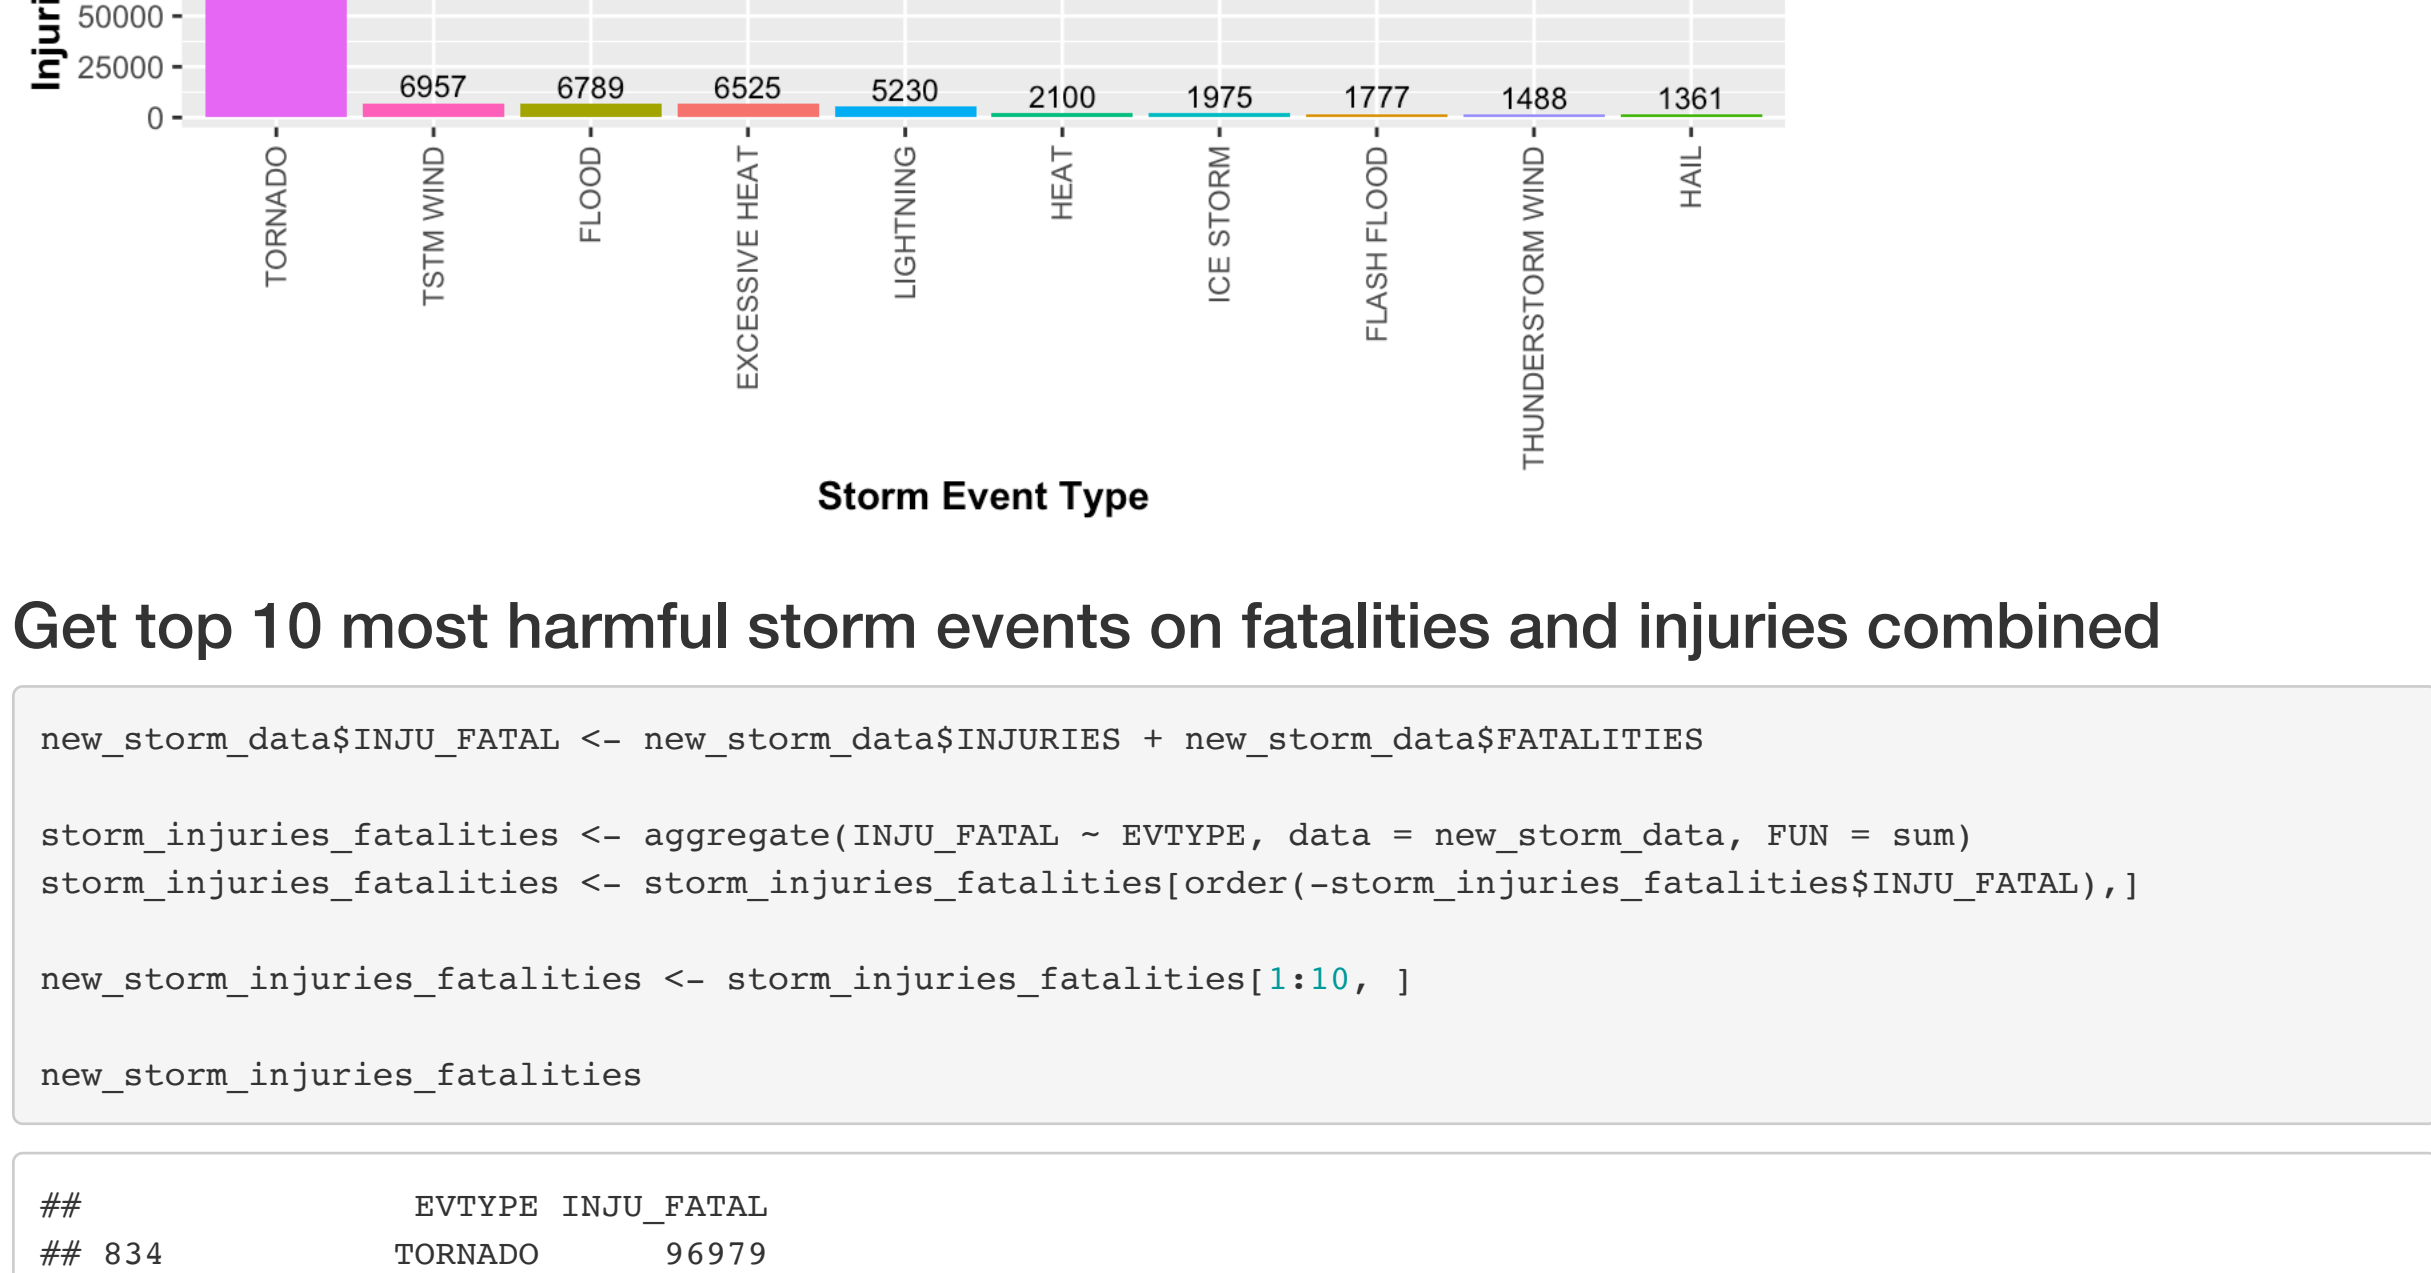 Injuri
50000
25000
0
6957
6789
6525
5230
2100
1975
1777
1488
1361
TORNADO
TSTM WIND
FLOOD
EXCESSIVE HEAT
LIGHTNING
HEAT
ICE STORM
FLASH FLOOD
THUNDERSTORM WIND
HAIL
Storm Event Type
Get top 10 most harmful storm events on fatalities and injuries combined
new_storm_data$INJU_FATAL <- new_storm_data$INJURIES + new_storm_data$FATALITIES
storm_injuries_fatalities <- aggregate(INJU_FATAL ~ EVTYPE, data = new_storm_data, FUN = sum)
storm_injuries_fatalities <- storm_injuries_fatalities[order(-storm_injuries_fatalities$INJU_FATAL),]
new_storm_injuries_fatalities <- storm_injuries_fatalities[1:10, ]
new_storm_injuries_fatalities
## EVTYPE INJU_FATAL
## 834 TORNADO 96979